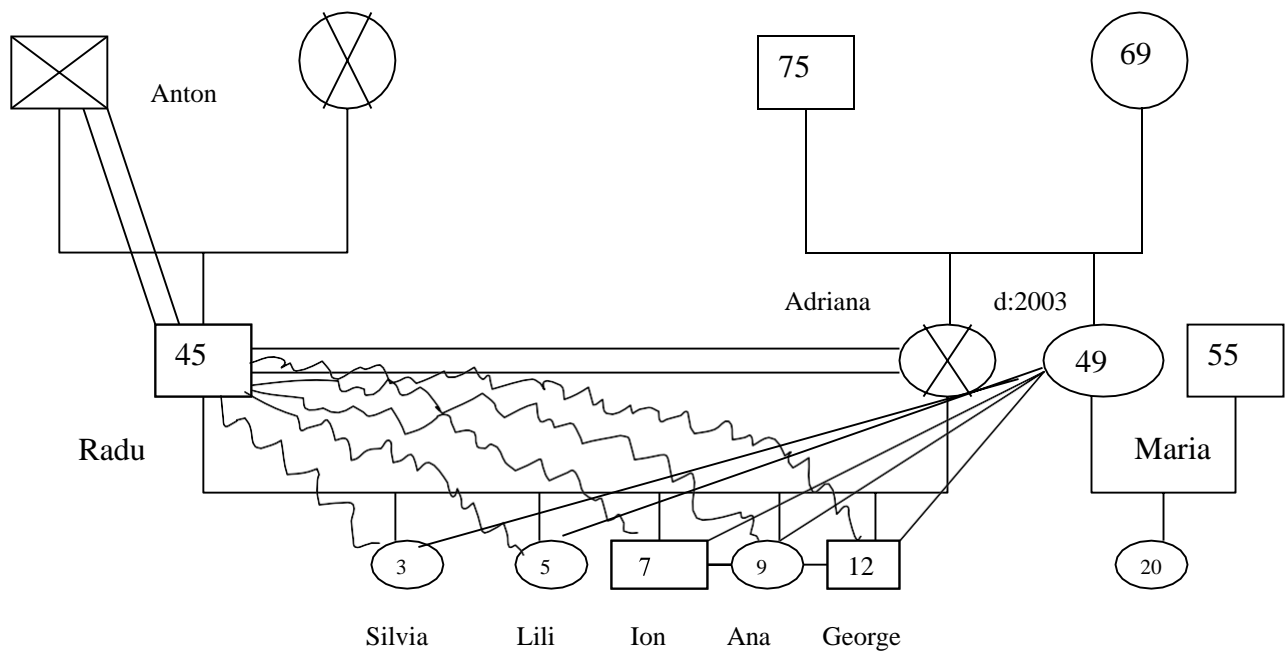 75
69
Anton
Adriana
d:2003
45
49
55
Radu
Maria
3
5
7
9
12
20
Silvia
Lili
Ion
Ana
George